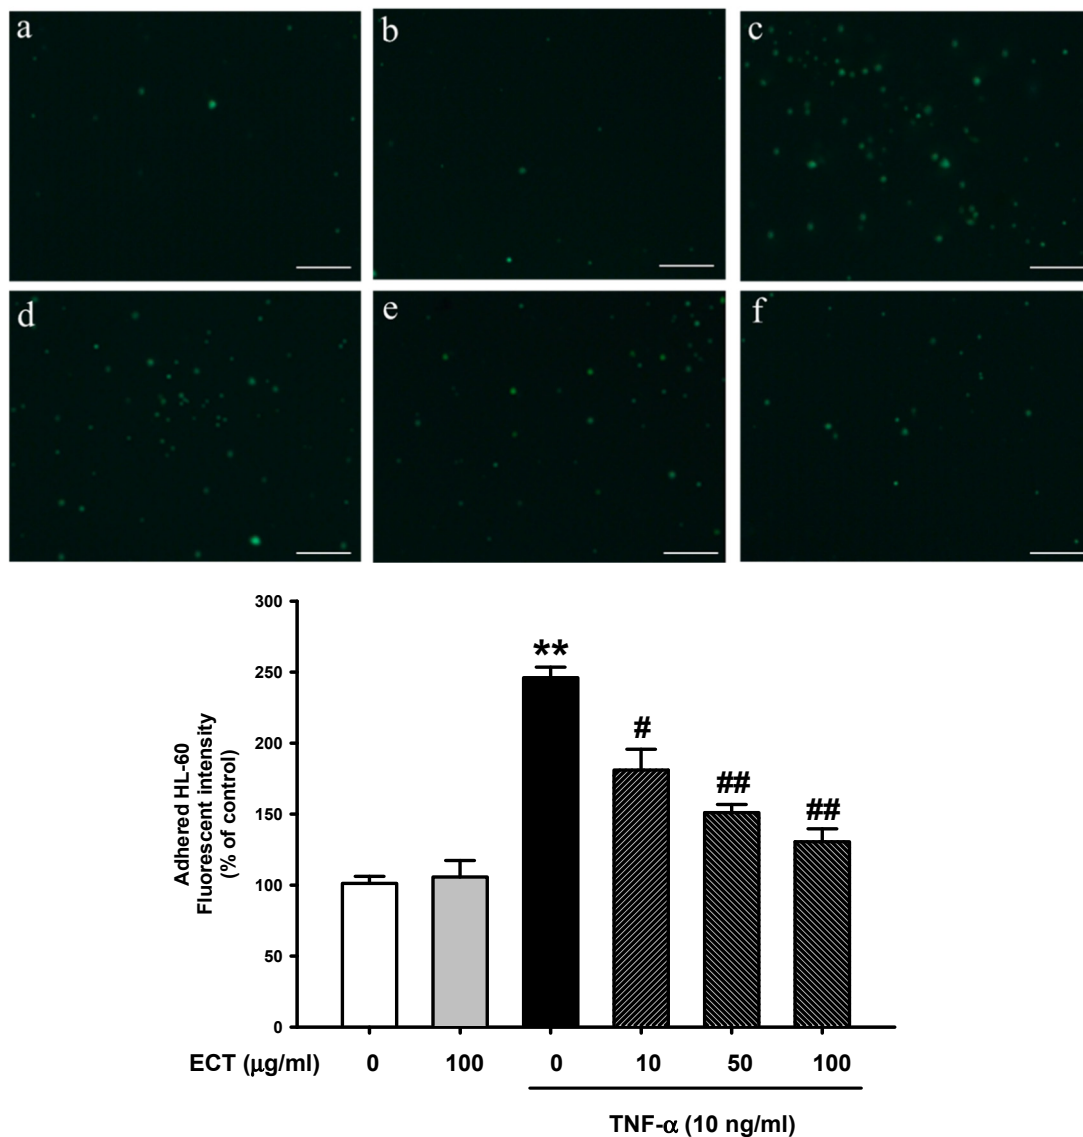 a
b
c
d
e
f
300
250
200
150
100
50
0
Adhered HL-60
Fluorescent intensity
(% of control)
**
#
##
##
ECT (μg/ml) 0 100 0 10 50 100
TNF-α (10 ng/ml)